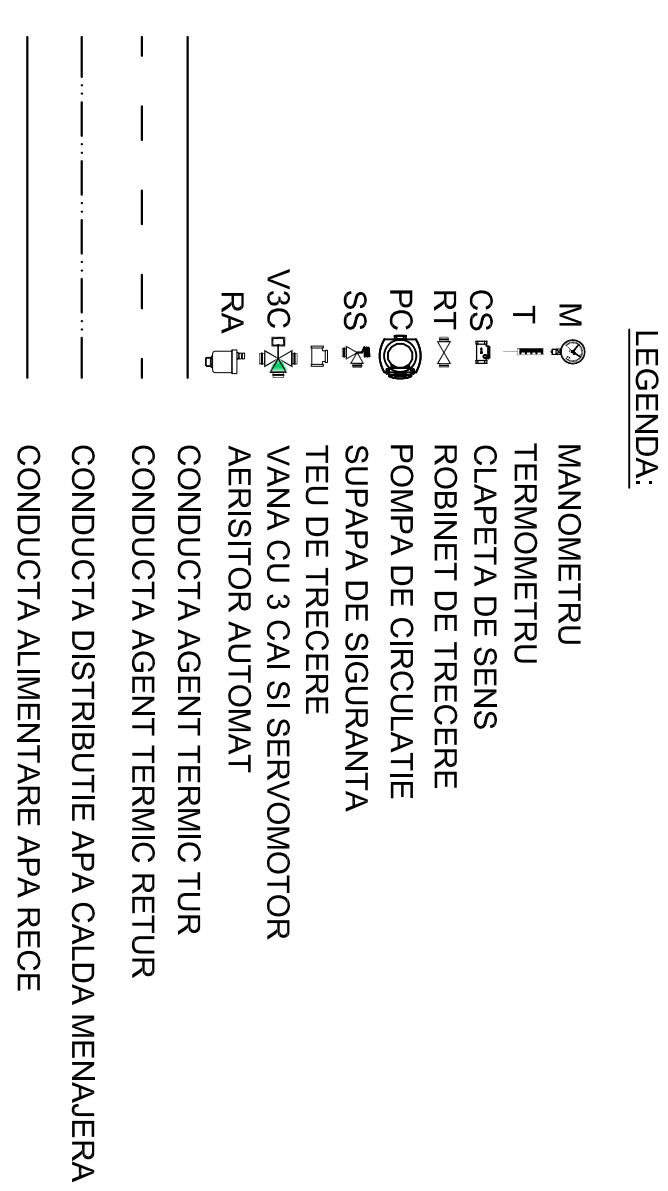 LEGENDA:
M MANOMETRU
T TERMOMETRU
CS CLAPETA DE SENS
RT ROBINET DE TRECERE
PC POMPA DE CIRCULATIE
SS SUPAPA DE SIGURANTA
TEU DE TRECERE
V3C VANA CU 3 CAI SI SERVOMOTOR
RA AERISITOR AUTOMAT
CONDUCTA AGENT TERMIC TUR
CONDUCTA AGENT TERMIC RETUR
CONDUCTA DISTRIBUTIE APA CALDA MENAJERA
CONDUCTA ALIMENTARE APA RECE